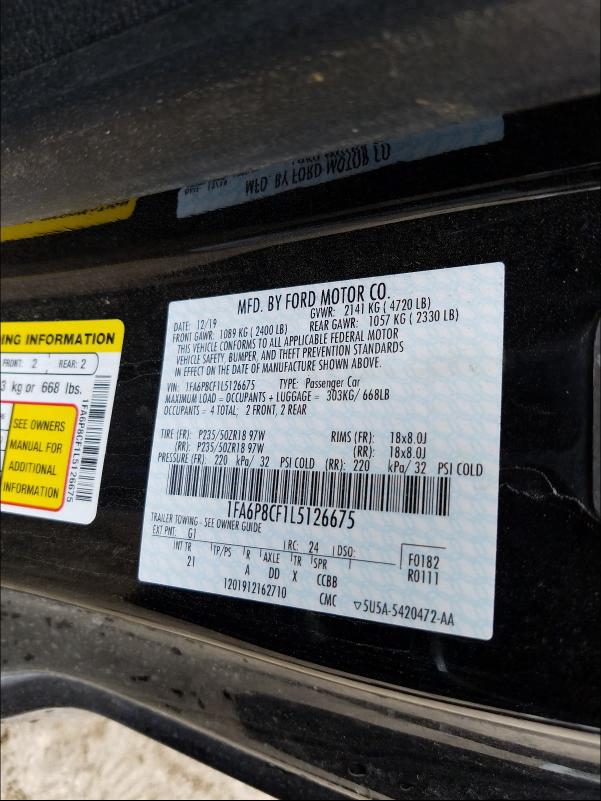 MFD. BY FORD MOTOR CO.
DATE: 12/19
GVWR: 2141 KG ( 4720 LB)
FRONT GAWR: 1089 KG ( 2400 LB)
REAR GAWR: 1057 KG ( 2330 LB)
THIS VEHICLE CONFORMS TO ALL APPLICABLE FEDERAL MOTOR
VEHICLE SAFETY, BUMPER, AND THEFT PREVENTION STANDARDS
IN EFFECT ON THE DATE OF MANUFACTURE SHOWN ABOVE.
VIN: 1FA6P8CF1L5126675 TYPE: Passenger Car
MAXIMUM LOAD = OCCUPANTS + LUGGAGE = 303KG/ 668LB
OCCUPANTS = 4 TOTAL; 2 FRONT, 2 REAR
TIRE (FR): P235/50ZR18 97W RIMS (FR): 18x8.0J
(RR): P235/50ZR18 97W (RR): 18x8.0J
PRESSURE (FR): 220 kPa/ 32 PSI COLD (RR): 220 kPa/ 32 PSI COLD
1FA6P8CF1L5126675
TRAILER TOWING - SEE OWNER GUIDE
EXT PNT: G1 RC: 24 DSO: F0182
INT TR TP/PS R AXLE TR SPR R0111
21 A DD X CCBB
1201912162710 CMC ▽5U5A-5420472-AA
ING INFORMATION
FRONT: 2 REAR: 2
3 kg or 668 lbs.
SEE OWNERS
MANUAL FOR
ADDITIONAL
INFORMATION
1FA6P8CF1L5126675
MFD. BY FORD MOTOR CO.